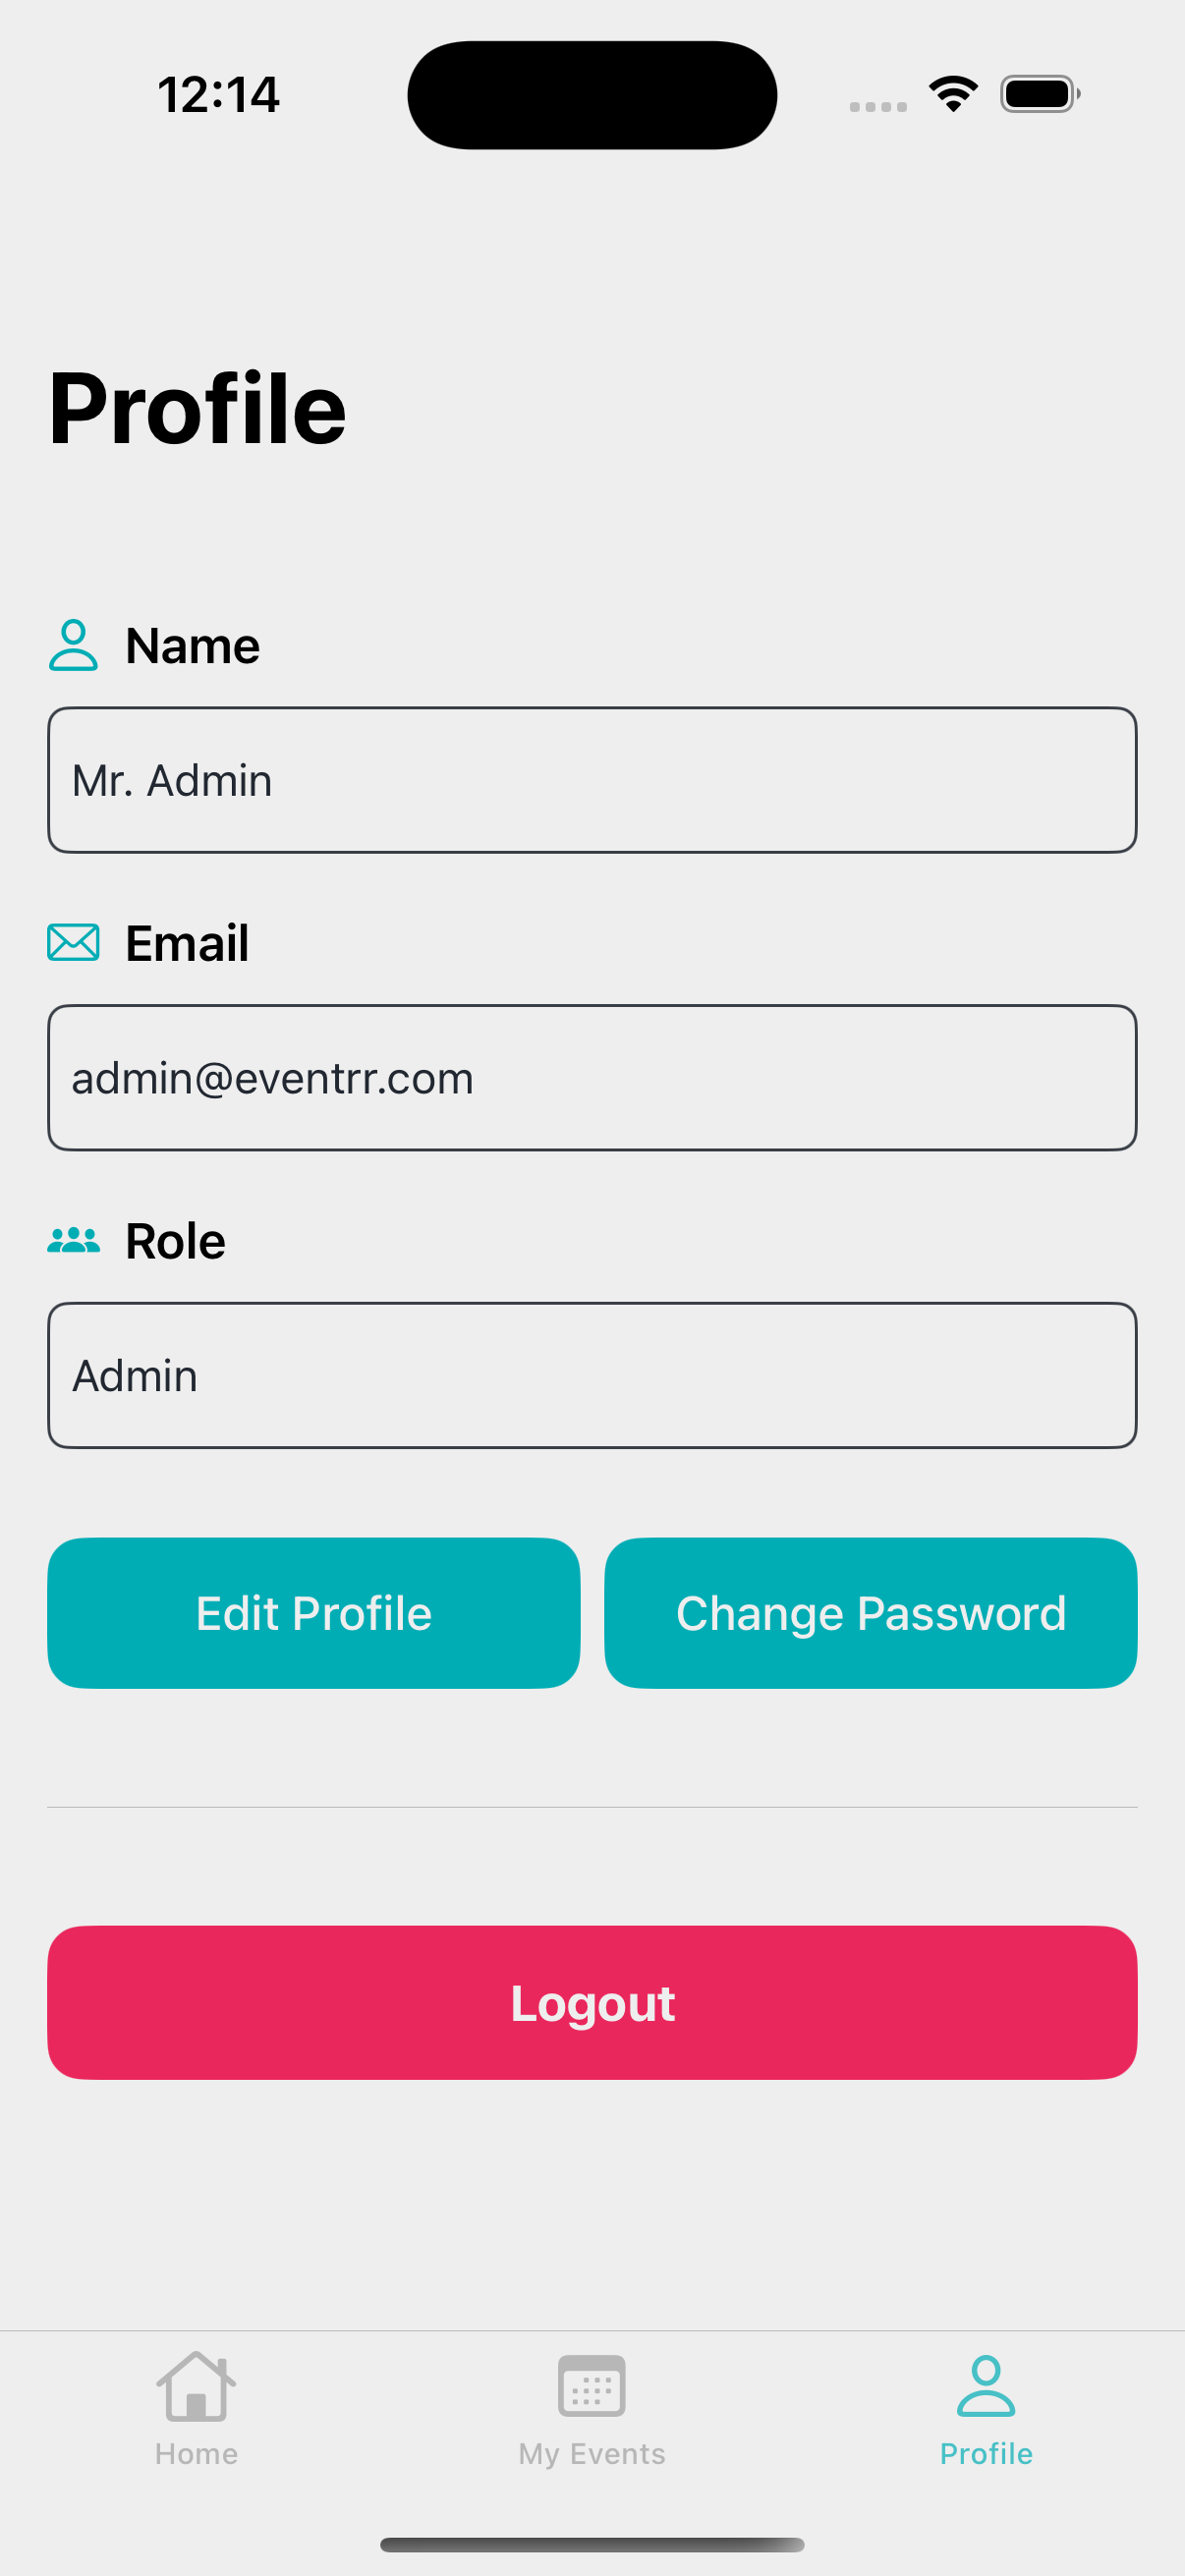 12:14
Profile
Name
Mr. Admin
Email
admin@eventrr.com
Role
Admin
Edit Profile
Change Password
Logout
Home
My Events
Profile